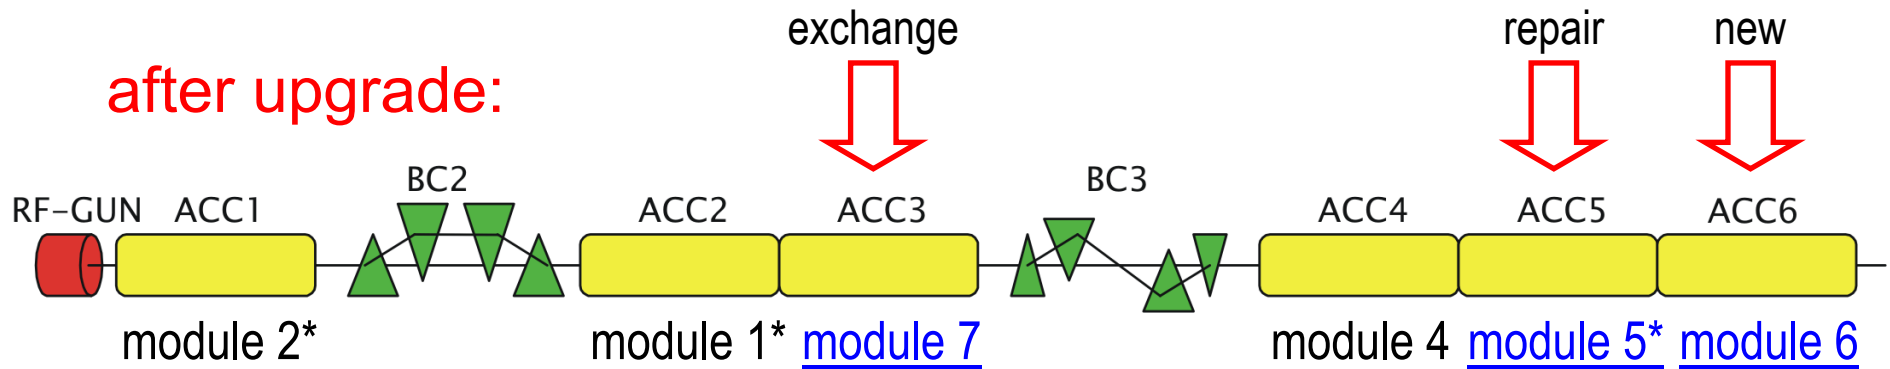 exchange repair new
after upgrade:
BC2 BC3
RF-GUN ACC1 ACC2 ACC3 ACC4 ACC5 ACC6
module 2* module 1* module 7 module 4 module 5* module 6